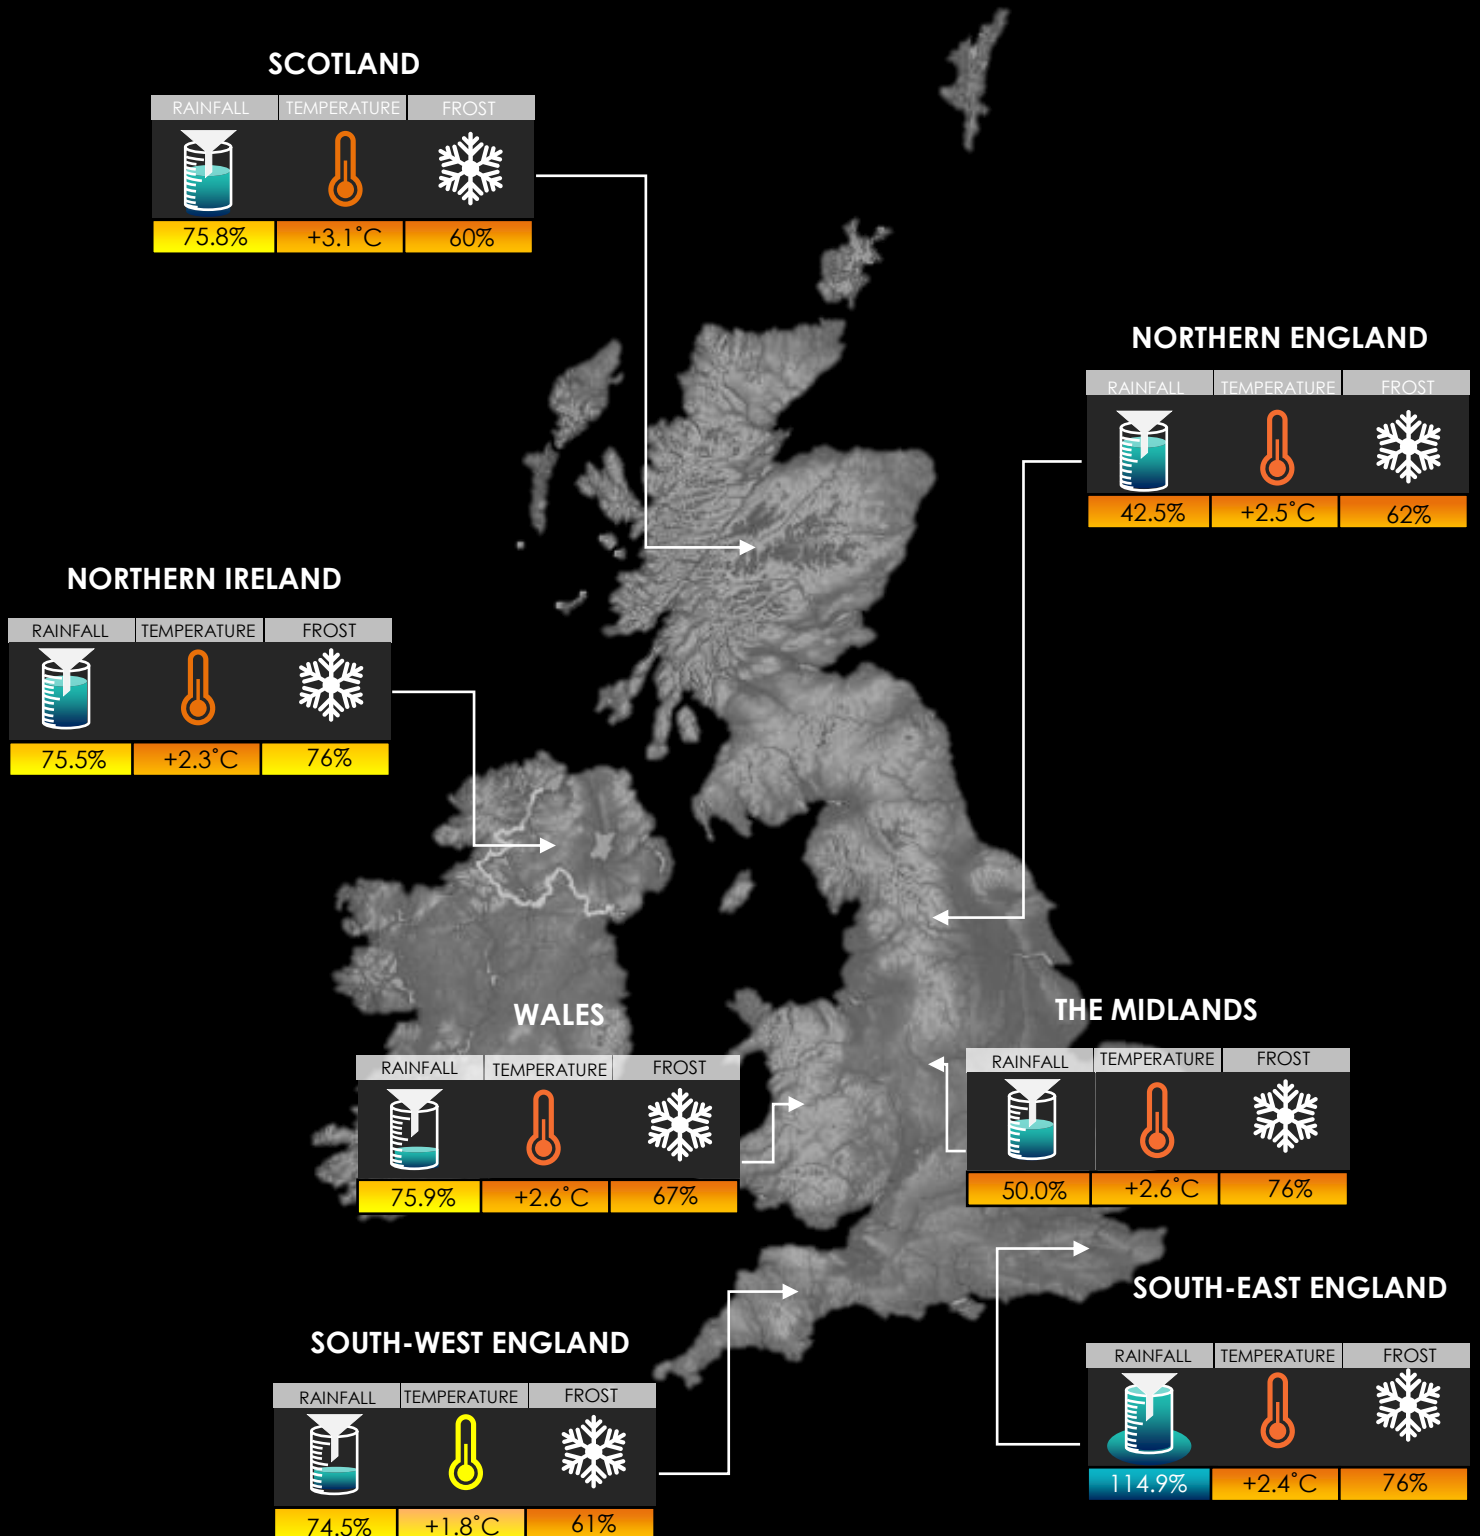 SCOTLAND
RAINFALL TEMPERATURE FROST
75.8% +3.1°C 60%
NORTHERN ENGLAND
RAINFALL TEMPERATURE FROST
42.5% +2.5°C 62%
NORTHERN IRELAND
RAINFALL TEMPERATURE FROST
75.5% +2.3°C 76%
WALES
RAINFALL TEMPERATURE FROST
75.9% +2.6°C 67%
THE MIDLANDS
RAINFALL TEMPERATURE FROST
50.0% +2.6°C 76%
SOUTH-EAST ENGLAND
RAINFALL TEMPERATURE FROST
114.9% +2.4°C 76%
SOUTH-WEST ENGLAND
RAINFALL TEMPERATURE FROST
74.5% +1.8°C 61%